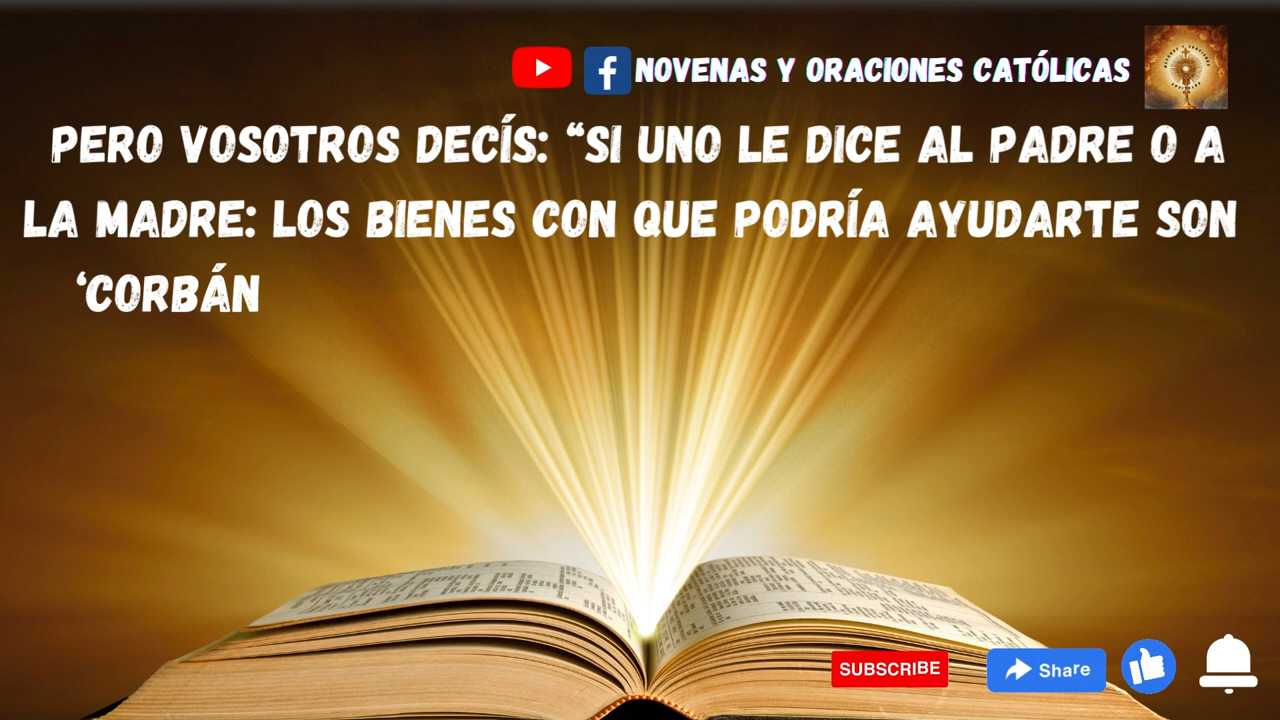 NOVENAS Y ORACIONES CATÓLICAS
PERO VOSOTROS DECÍS: “SI UNO LE DICE AL PADRE O A
LA MADRE: LOS BIENES CON QUE PODRÍA AYUDARTE SON
‘CORBÁN
SUBSCRIBE
Share